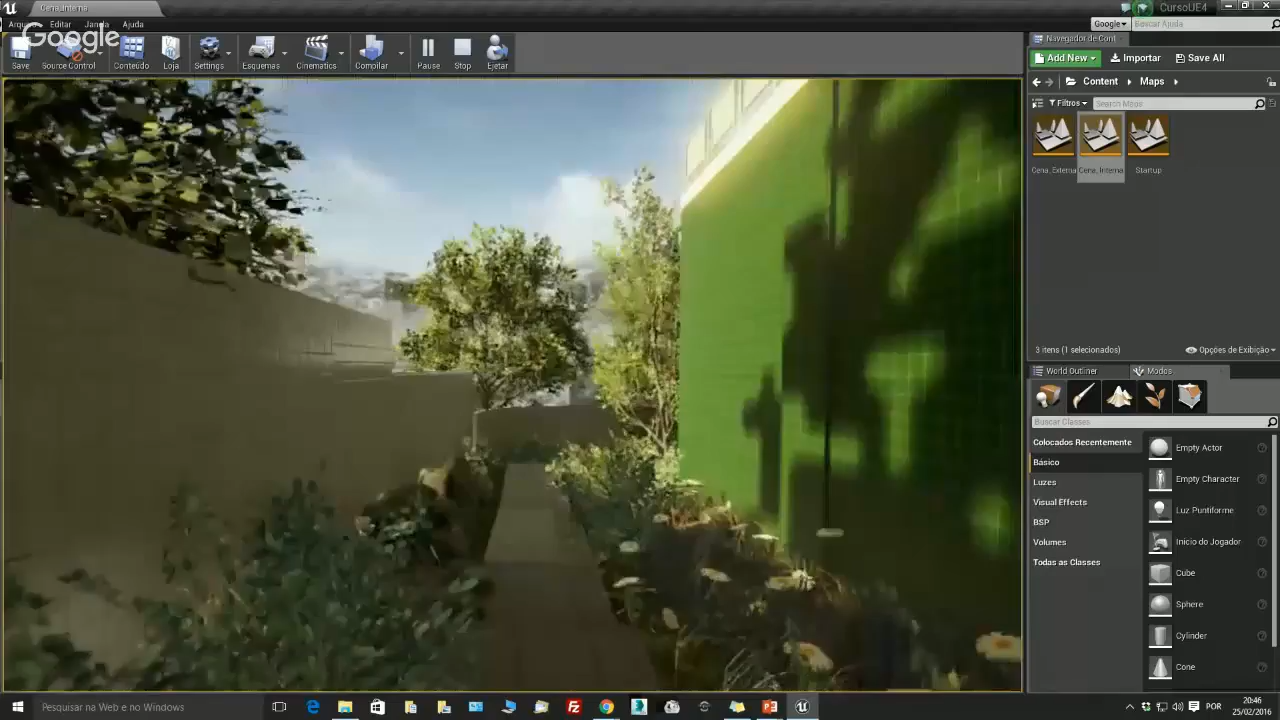 Cena_Interna
CursoUE4
Editar
Ajuda
Google
Google
Buscar Ajuda
Save
Source Control
Conteúdo
Loja
Settings
Esquemas
Cinematics
Compilar
Pause
Stop
Ejetar
Navegador de Cont
Add New
Importar
Save All
Content
Maps
Filtros
Search Maps
Cena_Externa
Cena_Interna
Startup
3 itens (1 selecionados)
Opções de Exibição
World Outliner
Modos
Buscar Classes
Colocados Recentemente
Básico
Luzes
Visual Effects
BSP
Volumes
Todas as Classes
Empty Actor
Empty Character
Luz Puntiforme
Inicio do Jogador
Cube
Sphere
Cylinder
Cone
Pesquisar na Web e no Windows
POR
20:46
25/02/2016